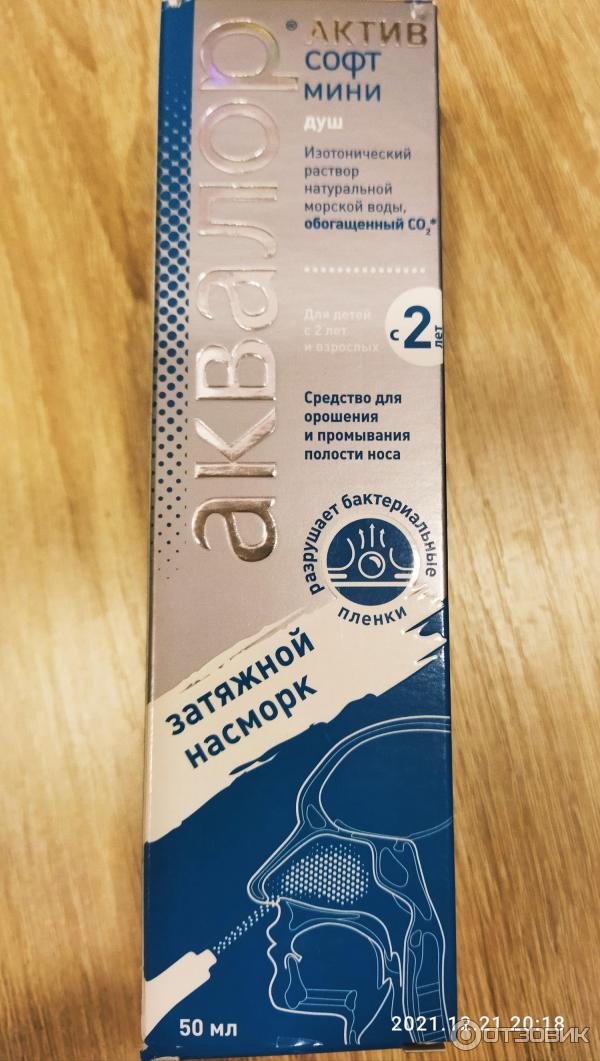 аквалор®
АКТИВ
СОФТ
МИНИ
душ
Изотонический
раствор
натуральной
морской воды,
обогащенный CO₂*
Для детей
с 2 лет
и взрослых
с 2 лет
Средство для
орошения
и промывания
полости носа
разрушает бактериальные
пленки
затяжной
насморк
50 мл
2021.12.21 20:18
ОТЗОВИК